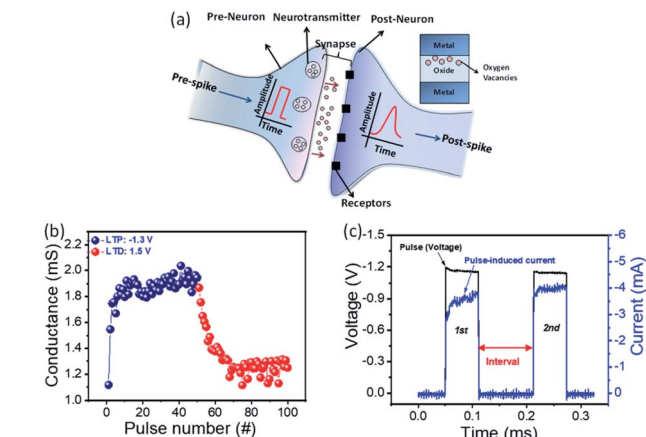 (a)
Pre-Neuron
Neurotransmitter
Post-Neuron
Synapse
Metal
Oxide
Metal
Oxygen
Vacancies
Pre-spike
Amplitude
Time
Amplitude
Time
Post-spike
Receptors
(b)
-LTP: -1.3 V
-LTD: 1.5 V
Conductance (mS)
2.2
2.0
1.8
1.6
1.4
1.2
1.0
0 20 40 60 80 100
Pulse number (#)
(c)
Voltage (V)
-1.5
-1.2
-0.9
-0.6
-0.3
0.0
Pulse (Voltage)
Pulse-induced current
1st
2nd
Interval
-6
-5
-4
-3
-2
-1
0
Current (mA)
0.0 0.1 0.2 0.3
Time (ms)